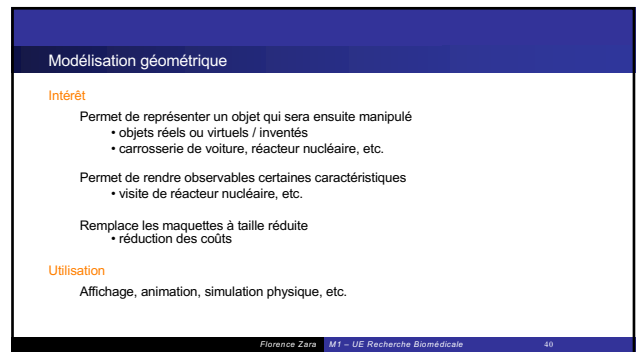 Modélisation géométrique
Intérêt
Permet de représenter un objet qui sera ensuite manipulé
• objets réels ou virtuels / inventés
• carrosserie de voiture, réacteur nucléaire, etc.
Permet de rendre observables certaines caractéristiques
• visite de réacteur nucléaire, etc.
Remplace les maquettes à taille réduite
• réduction des coûts
Utilisation
Affichage, animation, simulation physique, etc.
Florence Zara M1 – UE Recherche Biomédicale 40